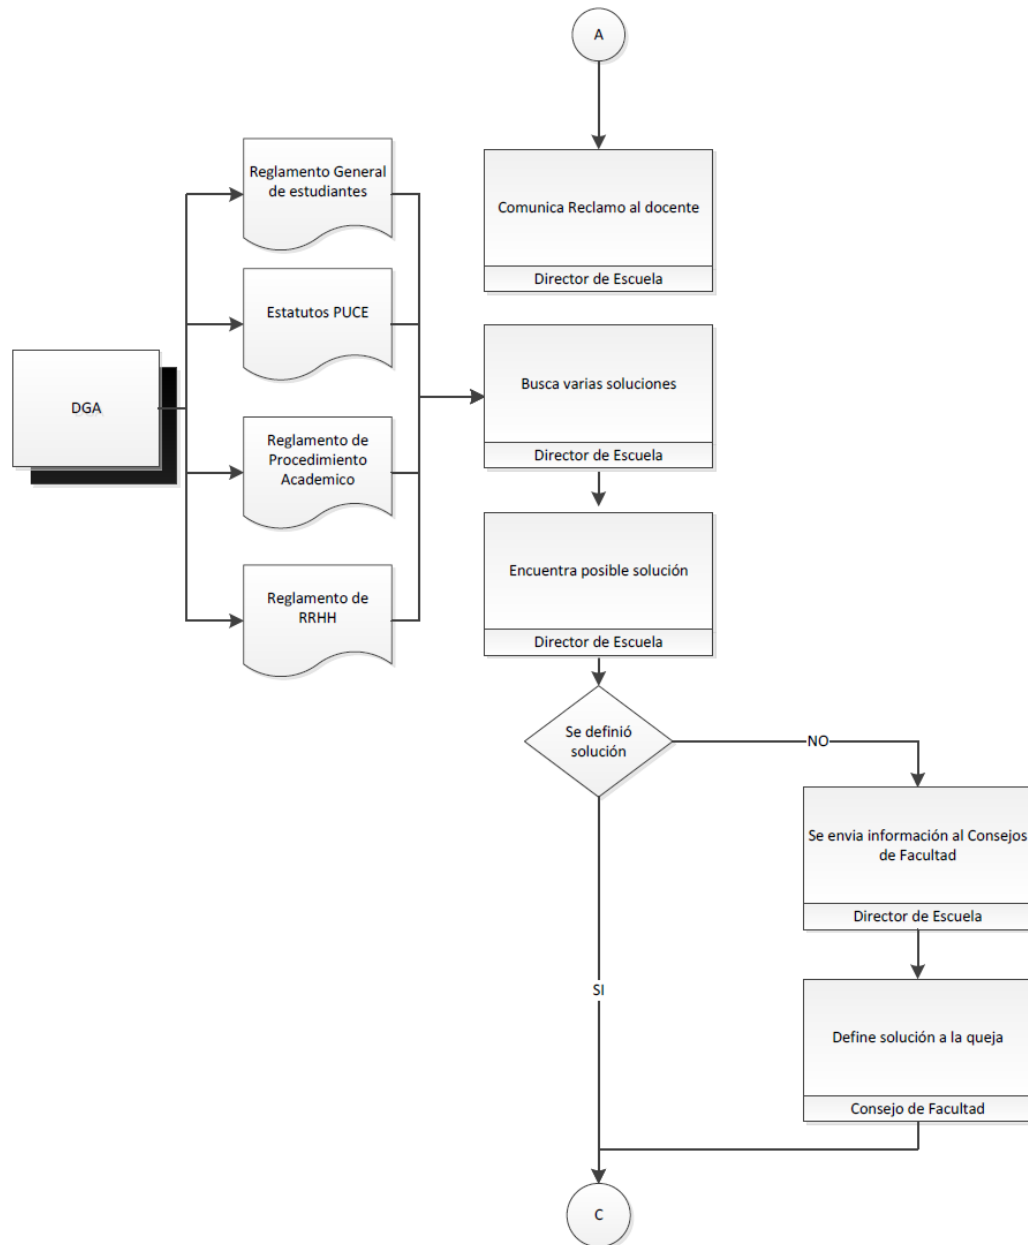 A
Reglamento General
de estudiantes
Comunica Reclamo al docente
Director de Escuela
Estatutos PUCE
DGA
Busca varias soluciones
Director de Escuela
Reglamento de
Procedimiento
Academico
Encuentra posible solución
Director de Escuela
Reglamento de
RRHH
Se definió
solución
NO
Se envia información al Consejos
de Facultad
Director de Escuela
SI
Define solución a la queja
Consejo de Facultad
C